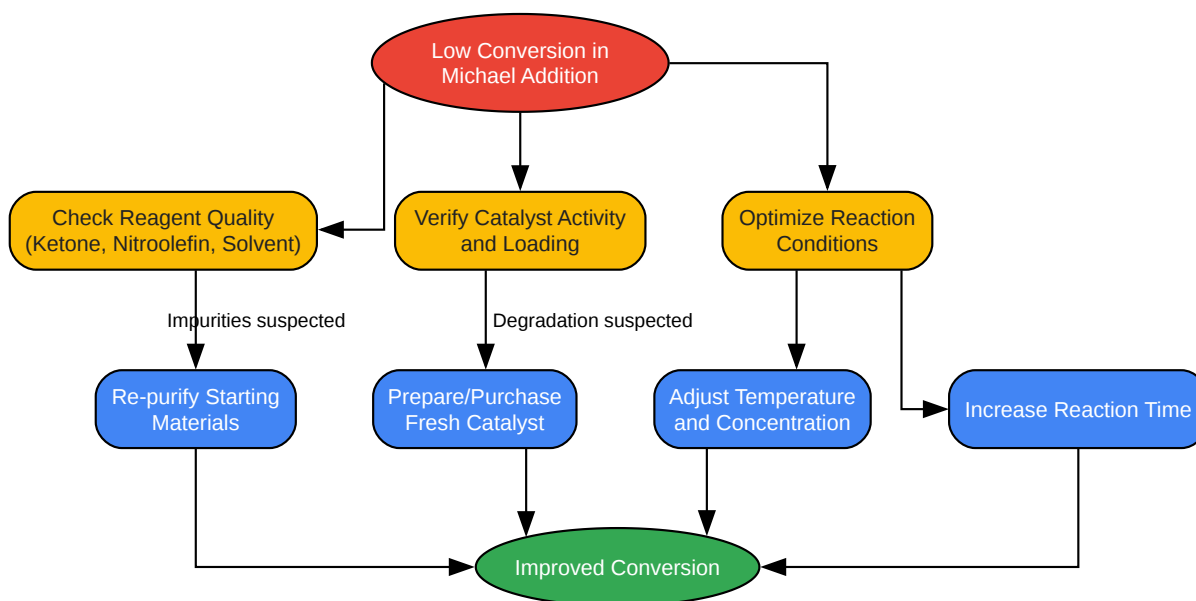 Low Conversion in
Michael Addition
Check Reagent Quality
(Ketone, Nitroolefin, Solvent)
Verify Catalyst Activity
and Loading
Optimize Reaction
Conditions
Impurities suspected
Degradation suspected
Re-purify Starting
Materials
Prepare/Purchase
Fresh Catalyst
Adjust Temperature
and Concentration
Increase Reaction Time
Improved Conversion